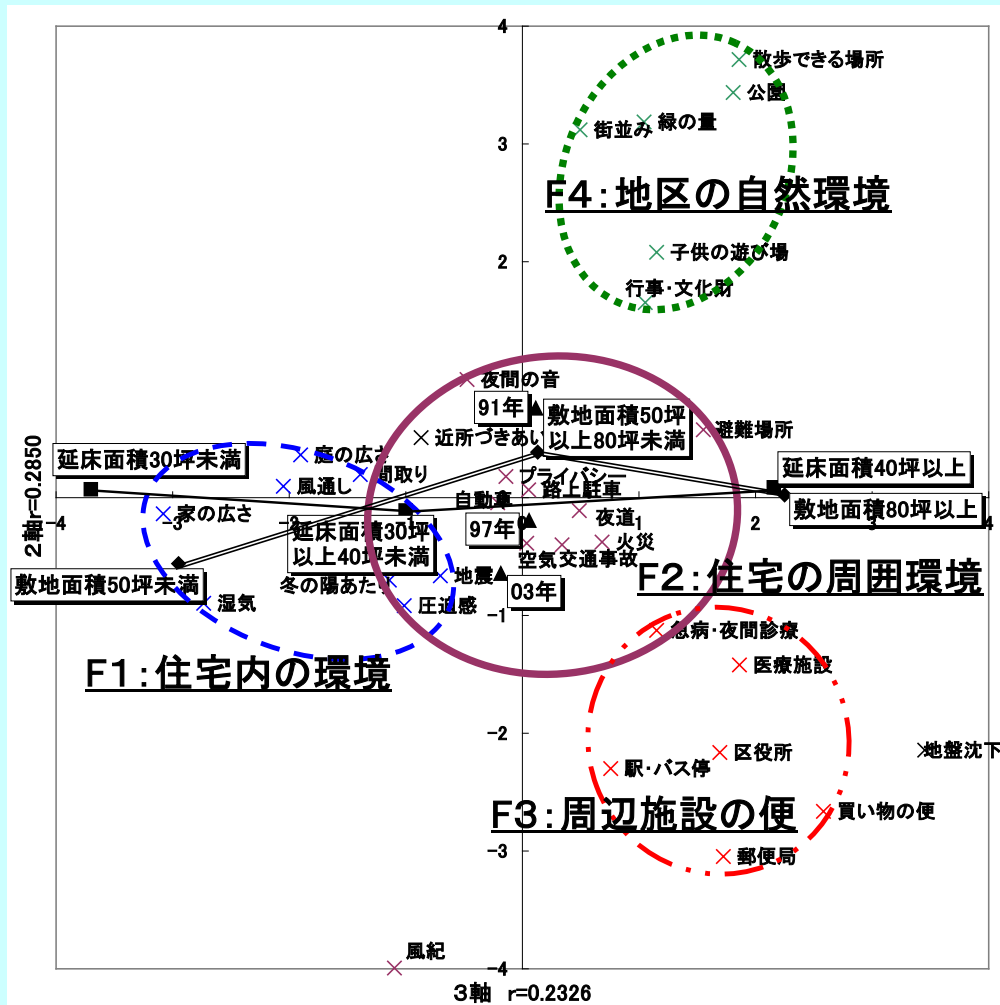 4
散歩できる場所
公園
緑の量
街並み
3
F4:地区の自然環境
子供の遊び場
2
行事・文化財
夜間の音
91年
敷地面積50坪
以上80坪未満
避難場所
近所づきあい
延床面積30坪未満
庭の広さ
間取り
プライバシー
延床面積40坪以上
風通し
路上駐車
自動車
敷地面積80坪以上
家の広さ
夜道
-4
-3
-2
-1
0
1
2
3
4
延床面積30坪
以上40坪未満
97年
火災
空気
交通事故
敷地面積50坪未満
冬の陽あたり
地震
03年
F2:住宅の周囲環境
湿気
圧迫感
-1
急病・夜間診療
F1:住宅内の環境
医療施設
-2
区役所
地盤沈下
駅・バス停
F3:周辺施設の便
買い物の便
-3
郵便局
風紀
-4
2軸r=0.2850
3軸 r=0.2326